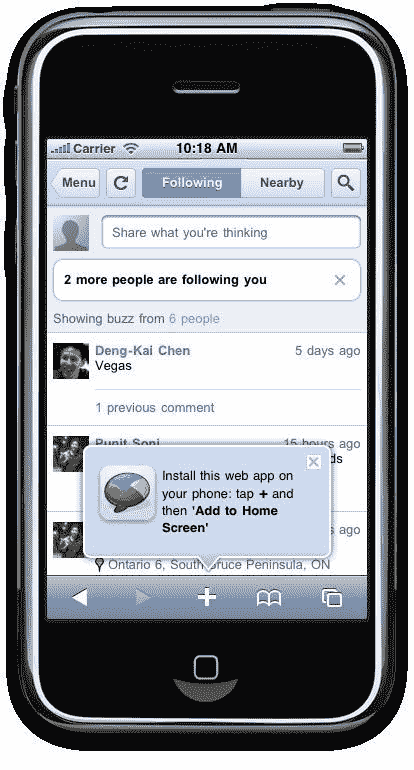 Carrier 10:18 AM
Menu Following Nearby
Share what you're thinking
2 more people are following you
Showing buzz from 6 people
Deng-Kai Chen 5 days ago
Vegas
1 previous comment
Punit Soni 15 hours ago
ds
Install this web app on
your phone: tap + and
then 'Add to Home
Screen'
s ago
Ontario 6, South Bruce Peninsula, ON